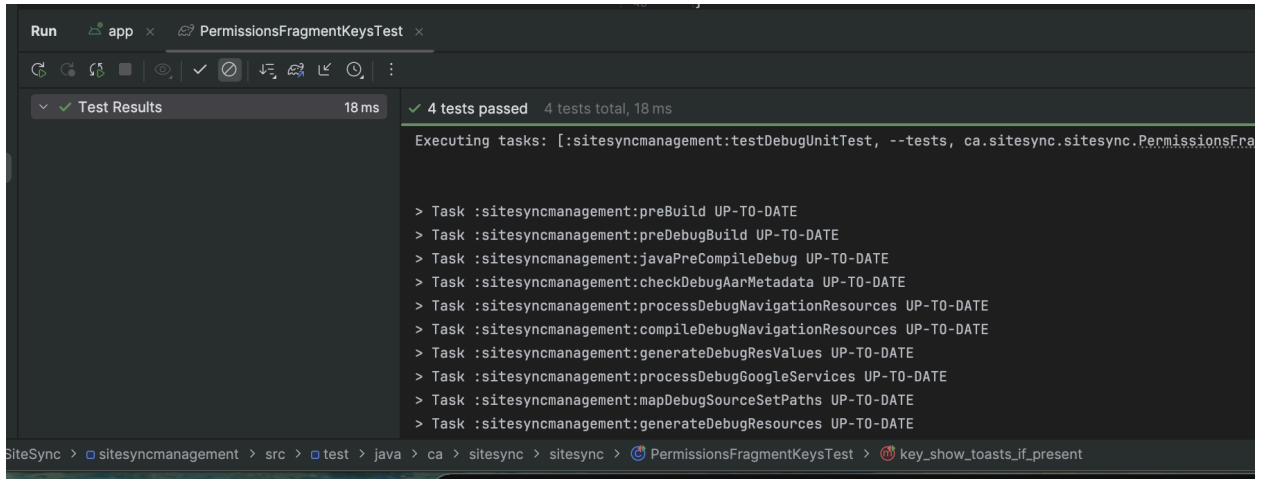 Run app × PermissionsFragmentKeysTest ×
Test Results 18 ms
4 tests passed 4 tests total, 18 ms
Executing tasks: [:sitesyncmanagement:testDebugUnitTest, --tests, ca.sitesync.sitesync.PermissionsFra
> Task :sitesyncmanagement:preBuild UP-TO-DATE
> Task :sitesyncmanagement:preDebugBuild UP-TO-DATE
> Task :sitesyncmanagement:javaPreCompileDebug UP-TO-DATE
> Task :sitesyncmanagement:checkDebugAarMetadata UP-TO-DATE
> Task :sitesyncmanagement:processDebugNavigationResources UP-TO-DATE
> Task :sitesyncmanagement:compileDebugNavigationResources UP-TO-DATE
> Task :sitesyncmanagement:generateDebugResValues UP-TO-DATE
> Task :sitesyncmanagement:processDebugGoogleServices UP-TO-DATE
> Task :sitesyncmanagement:mapDebugSourceSetPaths UP-TO-DATE
> Task :sitesyncmanagement:generateDebugResources UP-TO-DATE
SiteSync > sitesyncmanagement > src > test > java > ca > sitesync > sitesync > PermissionsFragmentKeysTest > key_show_toasts_if_present